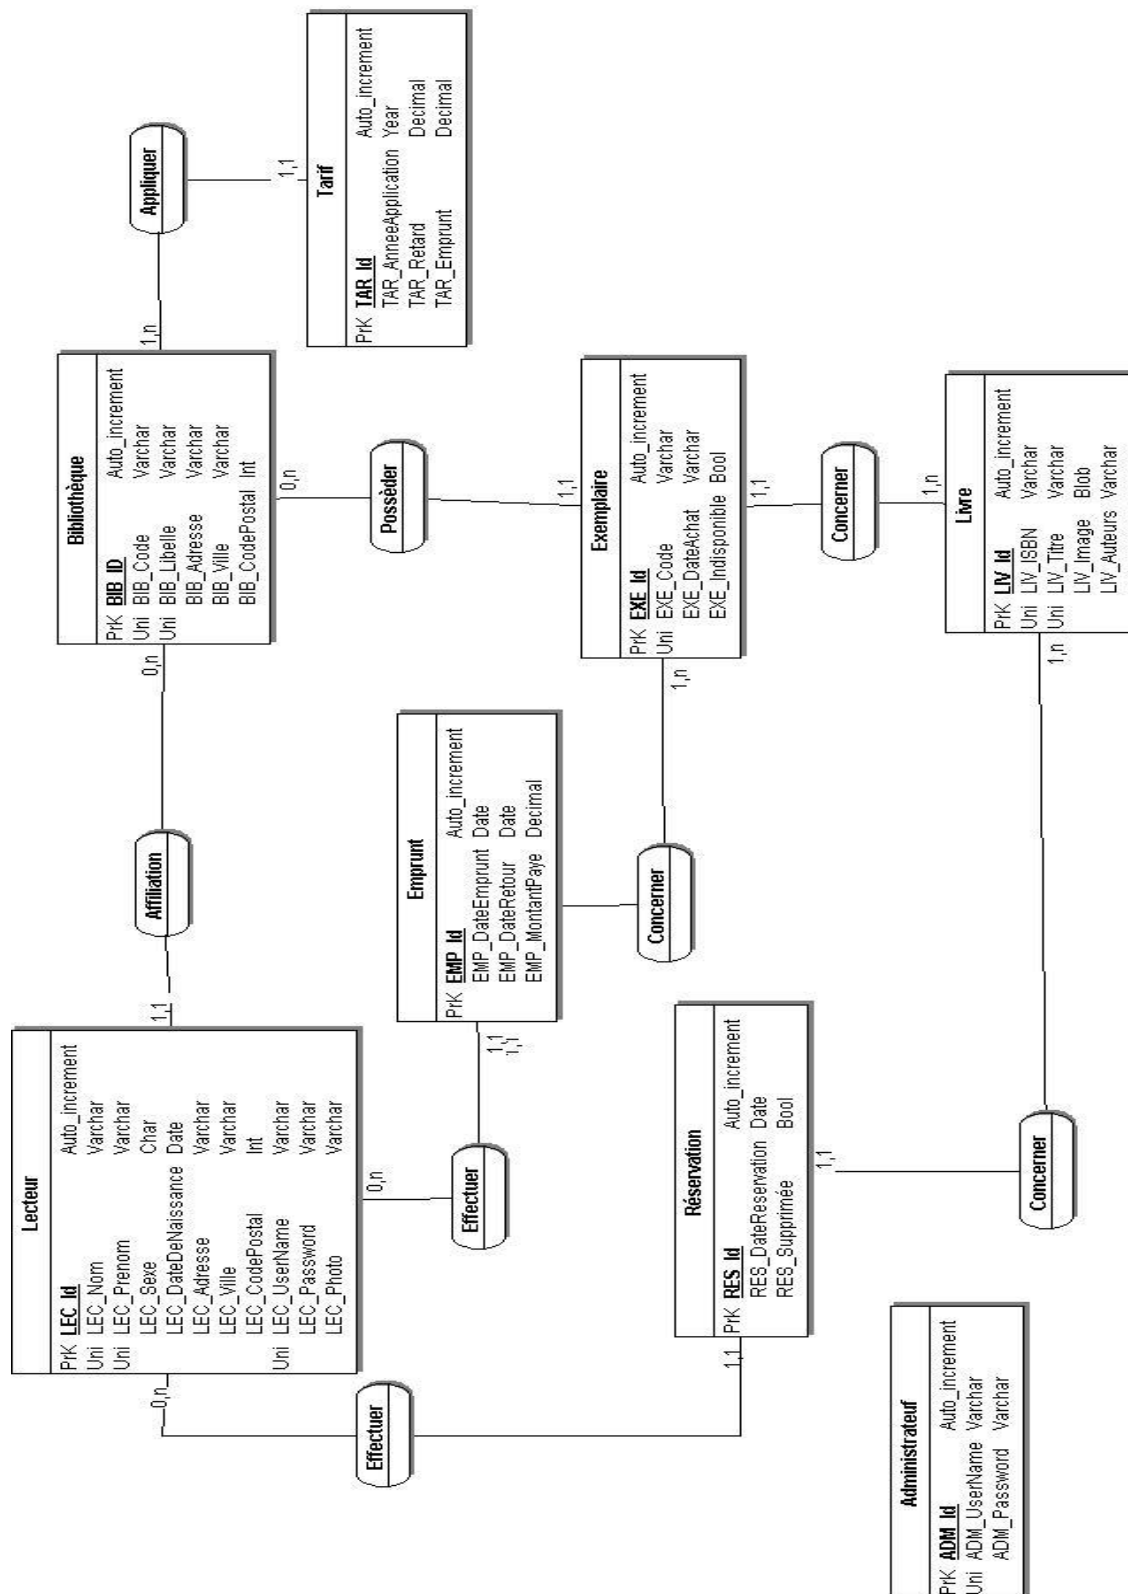 Lecteur
PrK LEC_Id Auto_increment
Uni LEC_Nom Varchar
Uni LEC_Prenom Varchar
LEC_Sexe Char
LEC_DateDeNaissance Date
LEC_Adresse Varchar
LEC_Ville Varchar
LEC_CodePostal Int
Uni LEC_UserName Varchar
LEC_Password Varchar
LEC_Photo Varchar
1,1
Affiliation
0,n
Bibliothèque
PrK BIB_ID Auto_increment
Uni BIB_Code Varchar
Uni BIB_Libelle Varchar
BIB_Adresse Varchar
BIB_Ville Varchar
BIB_CodePostal Int
1,n
Appliquer
1,1
Tarif
PrK TAR_Id Auto_increment
TAR_AnneeApplication Year
TAR_Retard Decimal
TAR_Emprunt Decimal
0,n
Effectuer
1,1
1,1
Emprunt
PrK EMP_Id Auto_increment
EMP_DateEmprunt Date
EMP_DateRetour Date
EMP_MontantPaye Decimal
Concerner
1,n
0,n
Possèder
1,1
Exemplaire
PrK EXE_Id Auto_increment
Uni EXE_Code Varchar
EXE_DateAchat Varchar
EXE_Indisponible Bool
1,1
Concerner
1,n
Livre
PrK LIV_Id Auto_increment
Uni LIV_ISBN Varchar
Uni LIV_Titre Varchar
LIV_Image Blob
LIV_Auteurs Varchar
0,n
Effectuer
1,1
Réservation
PrK RES_Id Auto_increment
RES_DateReservation Date
RES_Supprimée Bool
1,1
Concerner
1,n
Administrateuf
PrK ADM_Id Auto_increment
Uni ADM_UserName Varchar
ADM_Password Varchar